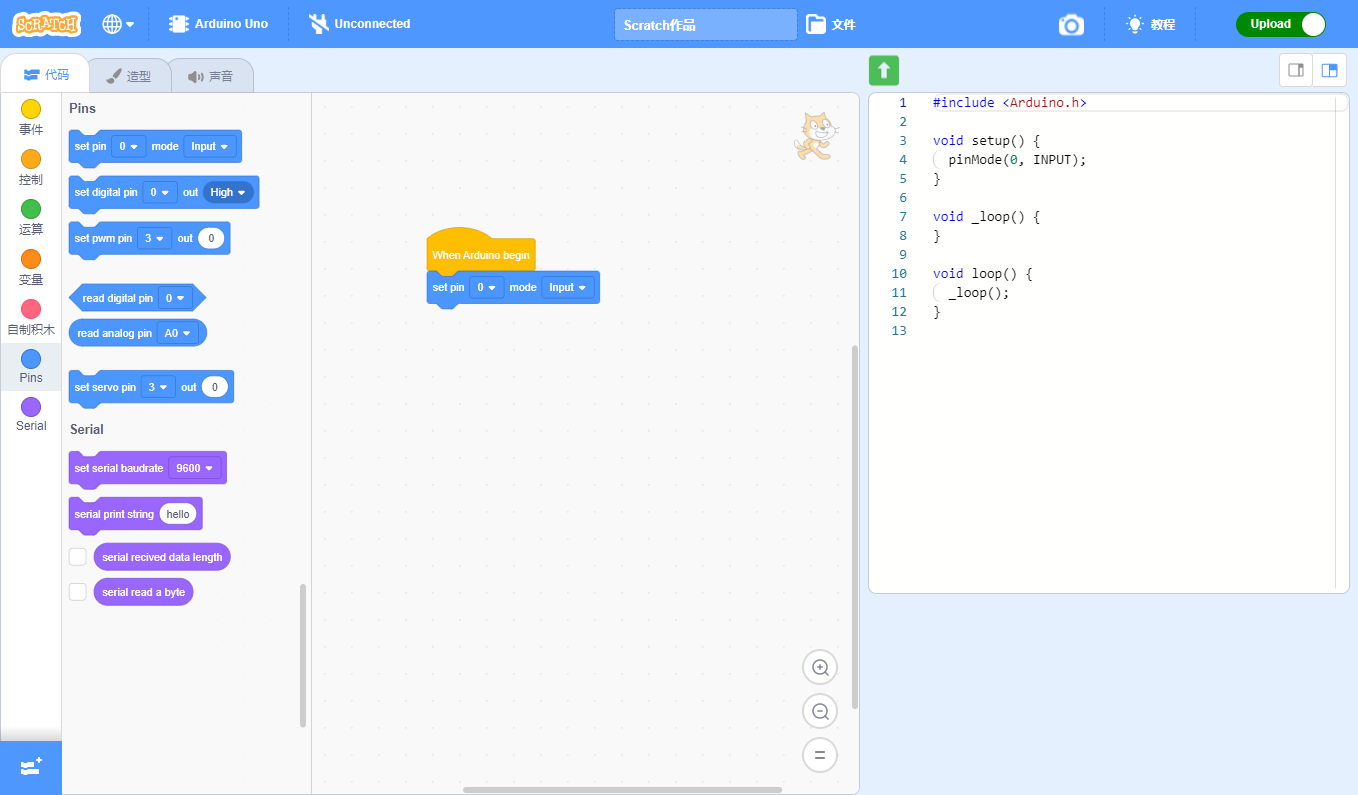 SCRATCH
Arduino Uno
Unconnected
Scratch作品
文件
教程
Upload
代码
造型
声音
事件
控制
运算
变量
自制积木
Pins
Serial
Pins
set pin 0 mode Input
set digital pin 0 out High
set pwm pin 3 out 0
read digital pin 0
read analog pin A0
set servo pin 3 out 0
Serial
set serial baudrate 9600
serial print string hello
serial recived data length
serial read a byte
When Arduino begin
set pin 0 mode Input
1 #include <Arduino.h>
2
3 void setup() {
4 pinMode(0, INPUT);
5 }
6
7 void _loop() {
8 }
9
10 void loop() {
11 _loop();
12 }
13